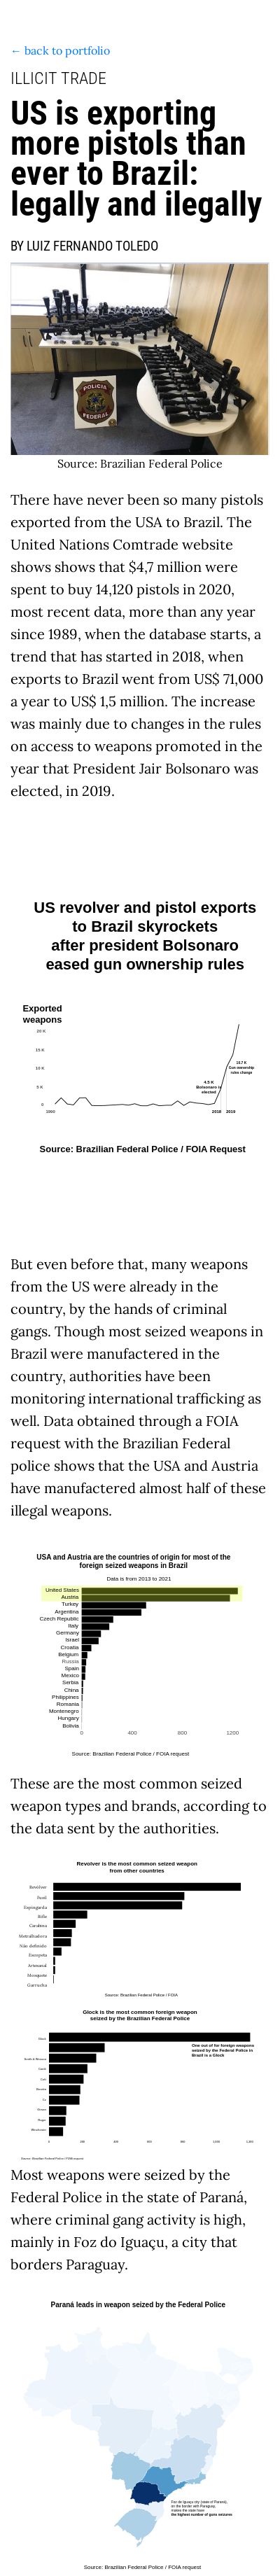 ← back to portfolio
ILLICIT TRADE
US is exporting
more pistols than
ever to Brazil:
legally and ilegally
BY LUIZ FERNANDO TOLEDO
POLICIA
FEDERAL
Source: Brazilian Federal Police
There have never been so many pistols
exported from the USA to Brazil. The
United Nations Comtrade website
shows shows that $4,7 million were
spent to buy 14,120 pistols in 2020,
most recent data, more than any year
since 1989, when the database starts, a
trend that has started in 2018, when
exports to Brazil went from US$ 71,000
a year to US$ 1,5 million. The increase
was mainly due to changes in the rules
on access to weapons promoted in the
year that President Jair Bolsonaro was
elected, in 2019.
US revolver and pistol exports
to Brazil skyrockets
after president Bolsonaro
eased gun ownership rules
Exported
weapons
20 K
15 K
10 K
5 K
0
4.5 K
Bolsonaro is
elected
10.7 K
Gun ownership
rules change
1990
2018
2019
Source: Brazilian Federal Police / FOIA Request
But even before that, many weapons
from the US were already in the
country, by the hands of criminal
gangs. Though most seized weapons in
Brazil were manufactured in the
country, authorities have been
monitoring international trafficking as
well. Data obtained through a FOIA
request with the Brazilian Federal
police shows that the USA and Austria
have manufactured almost half of these
illegal weapons.
USA and Austria are the countries of origin for most of the
foreign seized weapons in Brazil
Data is from 2013 to 2021
United States
Austria
Turkey
Argentina
Czech Republic
Italy
Germany
Israel
Croatia
Belgium
Russia
Spain
Mexico
Serbia
China
Philippines
Romania
Montenegro
Hungary
Bolivia
0
400
800
1200
Source: Brazilian Federal Police / FOIA request
These are the most common seized
weapon types and brands, according to
the data sent by the authorities.
Revolver is the most common seized weapon
from other countries
Revolver
Fuzil
Espingarda
Rifle
Carabina
Metralhadora
Não definido
Escopeta
Artesanal
Mosquete
Garrucha
Source: Brazilian Federal Police / FOIA
Glock is the most common foreign weapon
seized by the Brazilian Federal Police
One out of for foreign weapons
seized by the Federal Police in
Brazil is a Glock
Source: Brazilian Federal Police / FOIA request
Most weapons were seized by the
Federal Police in the state of Paraná,
where criminal gang activity is high,
mainly in Foz do Iguaçu, a city that
borders Paraguay.
Paraná leads in weapon seized by the Federal Police
Foz do Iguaçu city (state of Paraná),
on the border with Paraguay,
makes the state have
the highest number of guns seizures
Source: Brazilian Federal Police / FOIA request